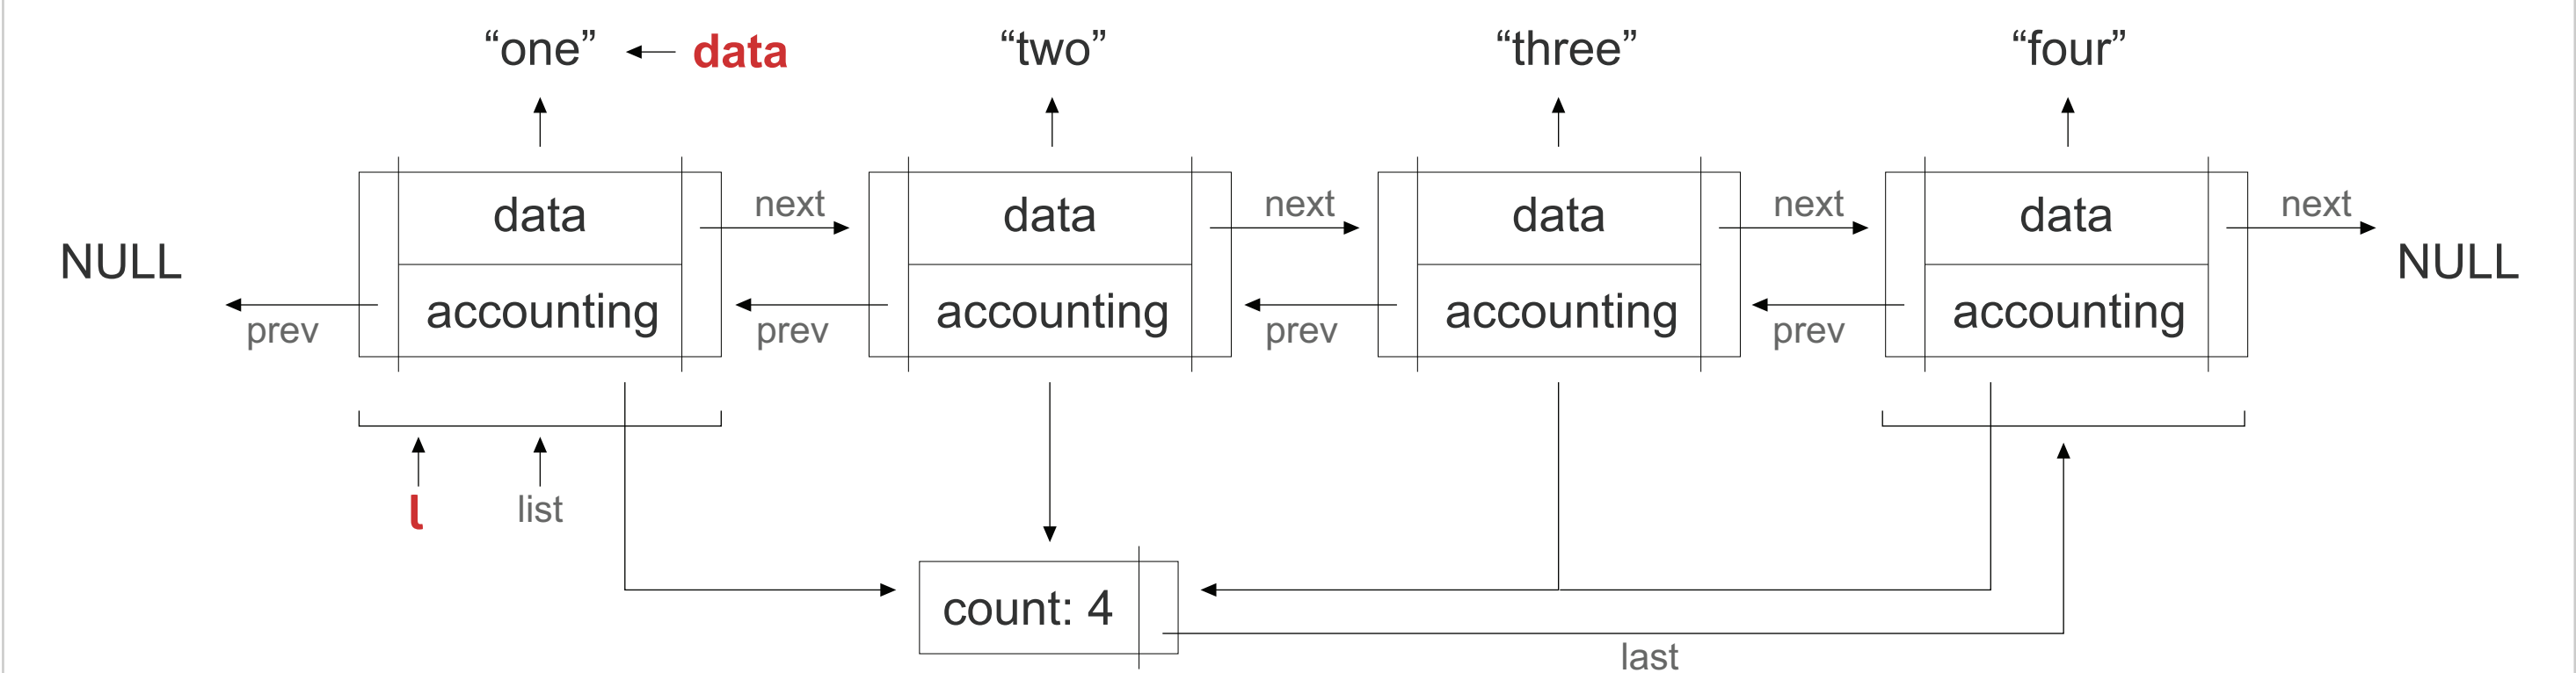 “one” data “two” “three” “four”
data next data next data next data next
NULL NULL
accounting accounting accounting accounting
prev prev prev prev
l list
count: 4
last